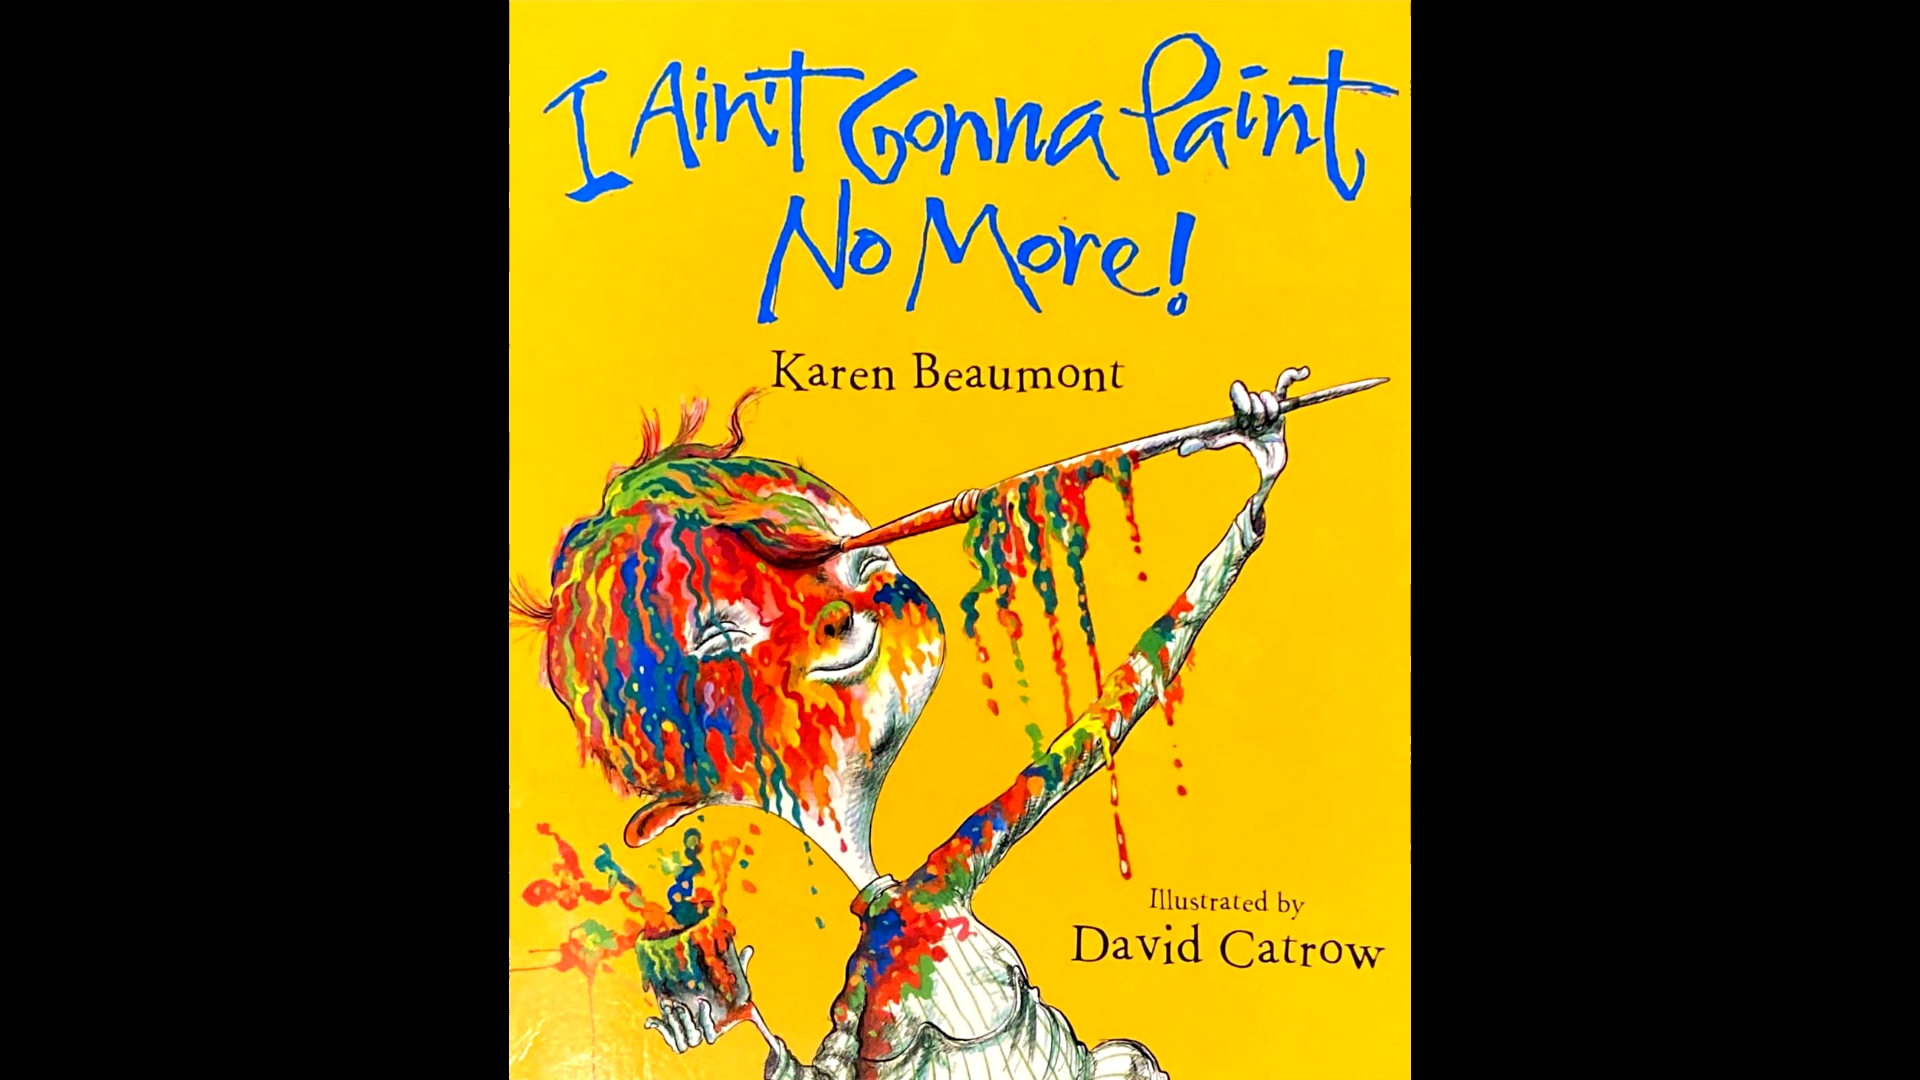 I Ain't Gonna Paint
No More!
Karen Beaumont
Illustrated by
David Catrow